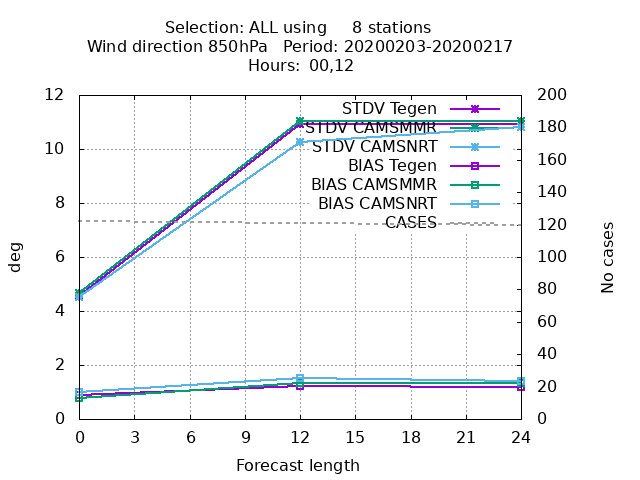 Selection: ALL using     8 stations
Wind direction 850hPa   Period: 20200203-20200217
Hours: 00,12
12 200
STDV Tegen
180
STDV CAMSMMR
10 STDV CAMSNRT
160
BIAS Tegen
BIAS CAMSMMR
140
8 BIAS CAMSNRT
CASES 120
deg 6 100 No cases
80
4
60
2 40
20
0 0
0 3 6 9 12 15 18 21 24
Forecast length